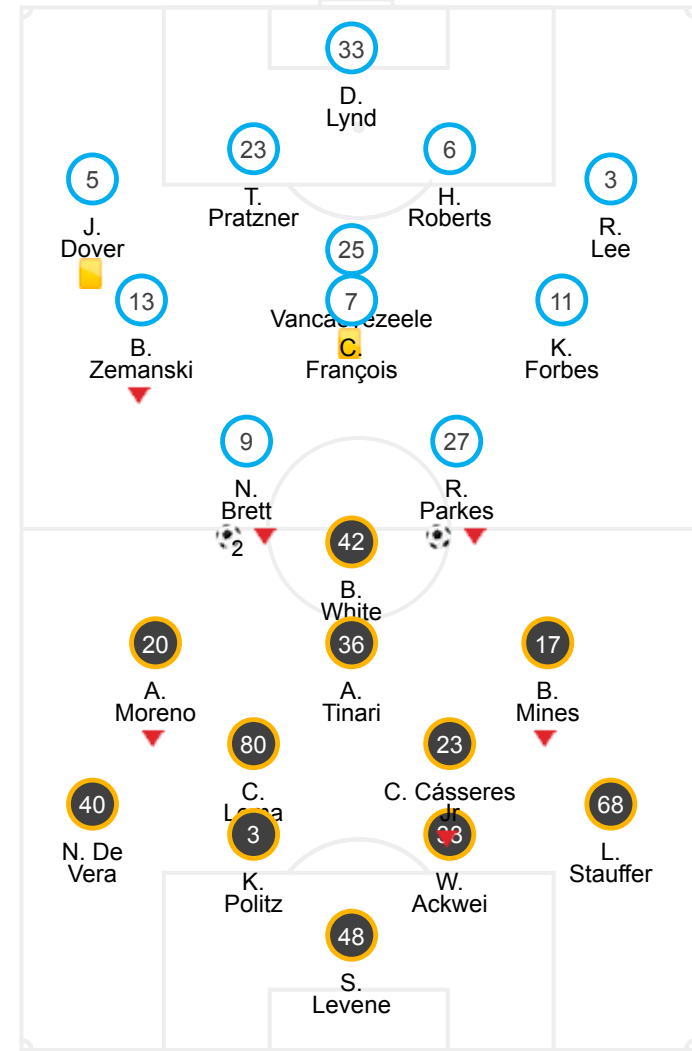 33
D.
Lynd
23
6
T.
Pratzner
H.
Roberts
5
3
J.
Dover
R.
Lee
25
13
7
11
B.
Zemanski
C.
François
K.
Forbes
9
27
N.
Brett
R.
Parkes
2
42
B.
White
20
36
17
A.
Moreno
A.
Tinari
B.
Mines
80
23
C.
C. Cásseres
Jr
40
68
N. De
Vera
L.
Stauffer
3
33
K.
Politz
W.
Ackwei
48
S.
Levene